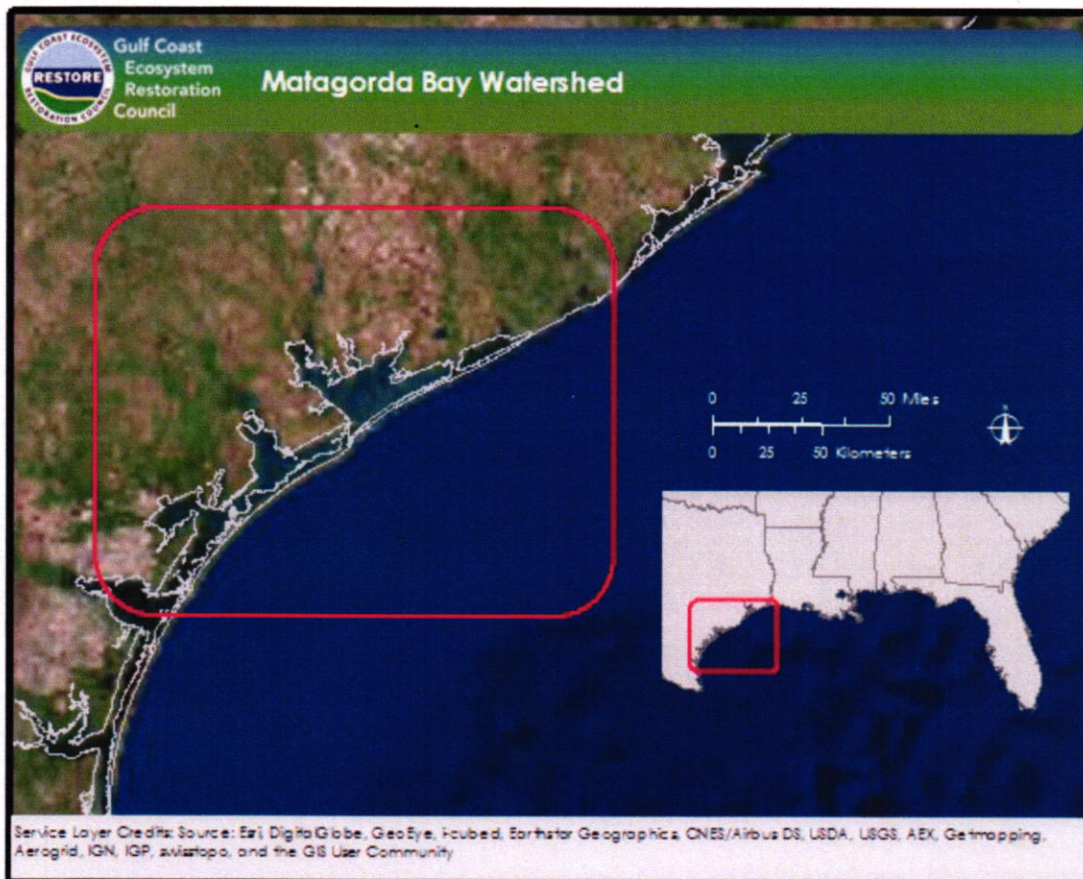 GULF COAST ECOSYSTEM
RESTORE
RESTORATION COUNCIL
Gulf Coast
Ecosystem
Restoration
Council
Matagorda Bay Watershed
0 25 50 Miles
0 25 50 Kilometers
N
Service Layer Credits: Source: Esri, DigitalGlobe, GeoEye, i-cubed, Earthstar Geographics, CNES/Airbus DS, USDA, USGS, AEX, Getmapping,
Aerogrid, IGN, IGP, swisstopo, and the GIS User Community